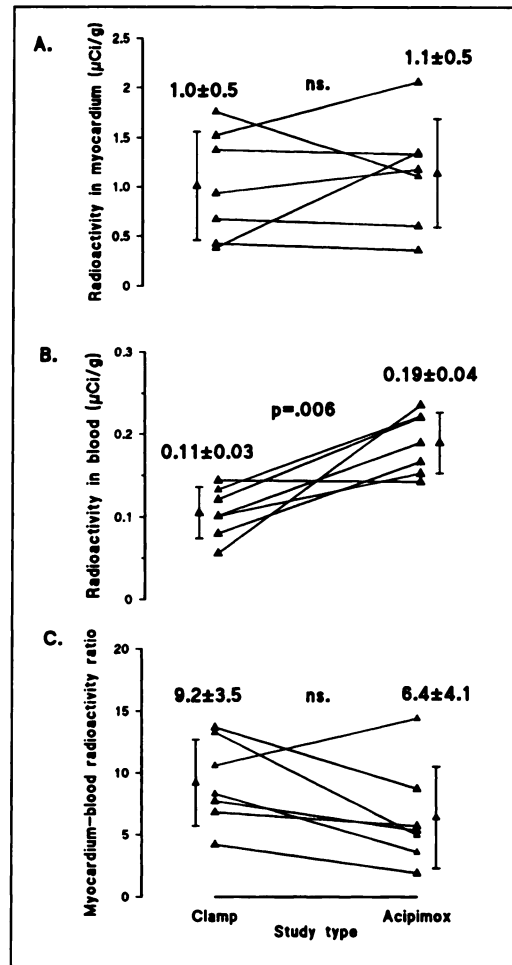 A.
Radioactivity in myocardium (μCi/g)
2.5
2
1.5
1.0
0.5
0
1.0±0.5
ns.
1.1±0.5
B.
Radioactivity in blood (μCi/g)
0.3
0.2
0.1
0
0.11±0.03
p=.006
0.19±0.04
C.
Myocardium–blood radioactivity ratio
20
15
10
5
0
9.2±3.5
ns.
6.4±4.1
Clamp
Acipimox
Study type